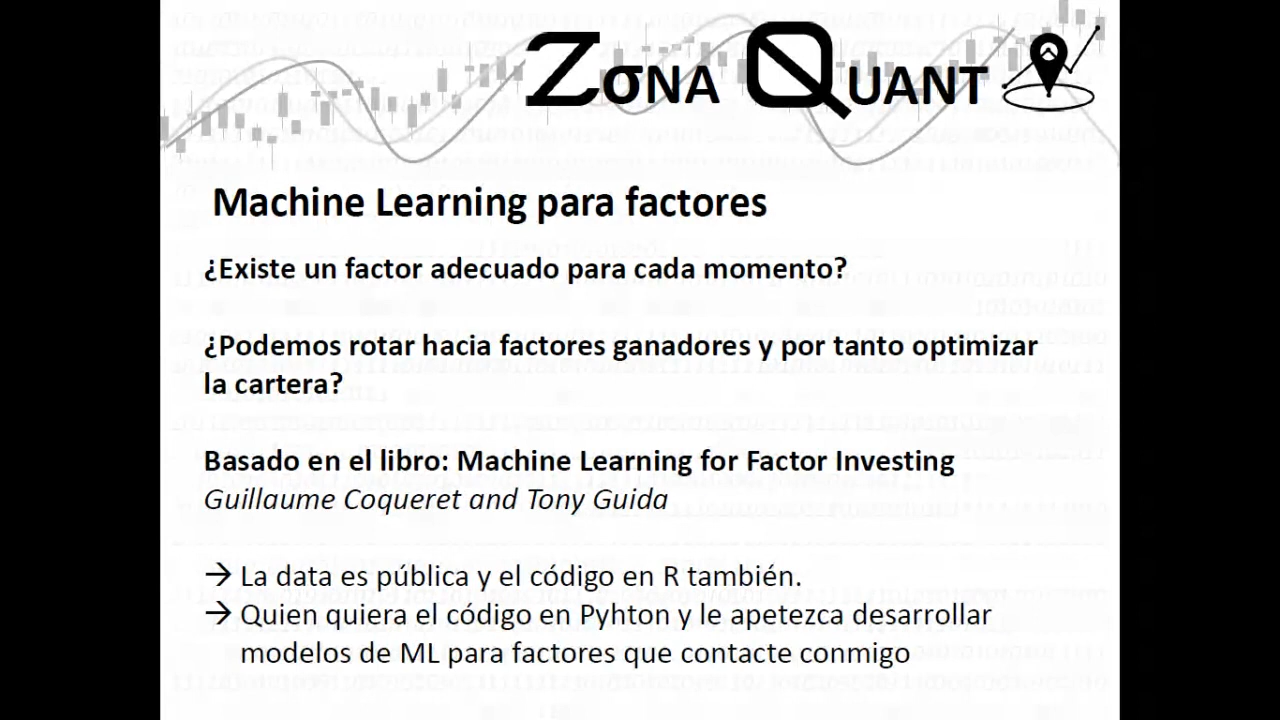 ZONA QUANT
Machine Learning para factores
¿Existe un factor adecuado para cada momento?
¿Podemos rotar hacia factores ganadores y por tanto optimizar
la cartera?
Basado en el libro: Machine Learning for Factor Investing
Guillaume Coqueret and Tony Guida
→ La data es pública y el código en R también.
→ Quien quiera el código en Pyhton y le apetezca desarrollar
modelos de ML para factores que contacte conmigo